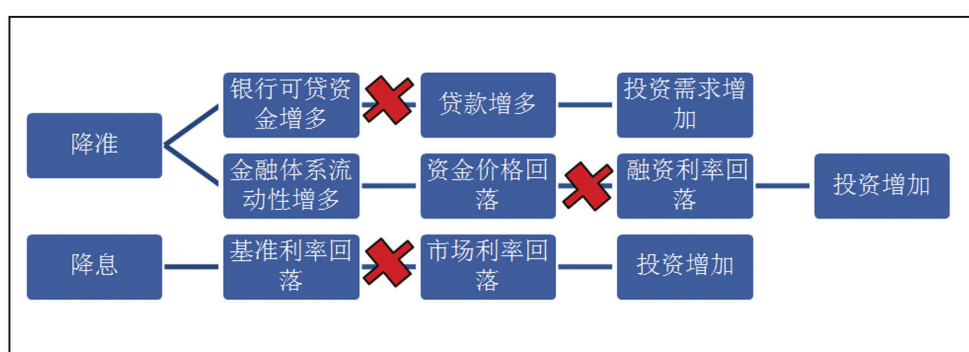 降准
银行可贷资
金增多
贷款增多
投资需求增
加
金融体系流
动性增多
资金价格回
落
融资利率回
落
投资增加
降息
基准利率回
落
市场利率回
落
投资增加